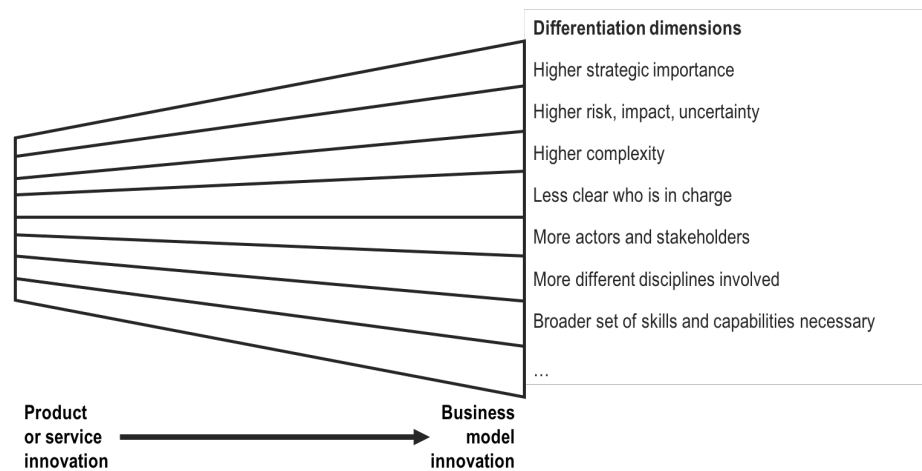 Differentiation dimensions
Higher strategic importance
Higher risk, impact, uncertainty
Higher complexity
Less clear who is in charge
More actors and stakeholders
More different disciplines involved
Broader set of skills and capabilities necessary
…
Product
or service
innovation
Business
model
innovation